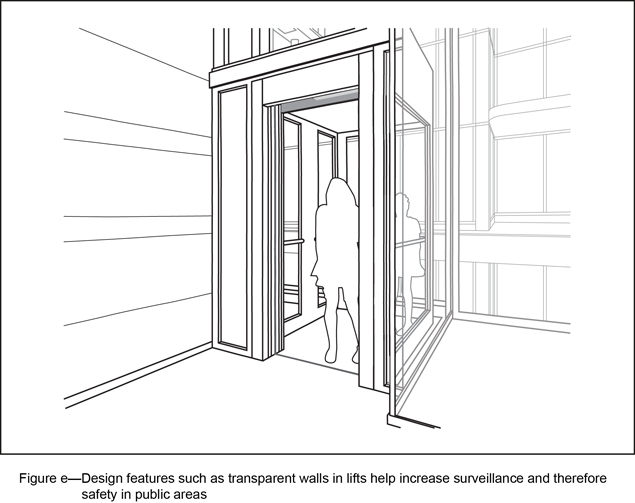 Figure e—Design features such as transparent walls in lifts help increase surveillance and therefore
safety in public areas